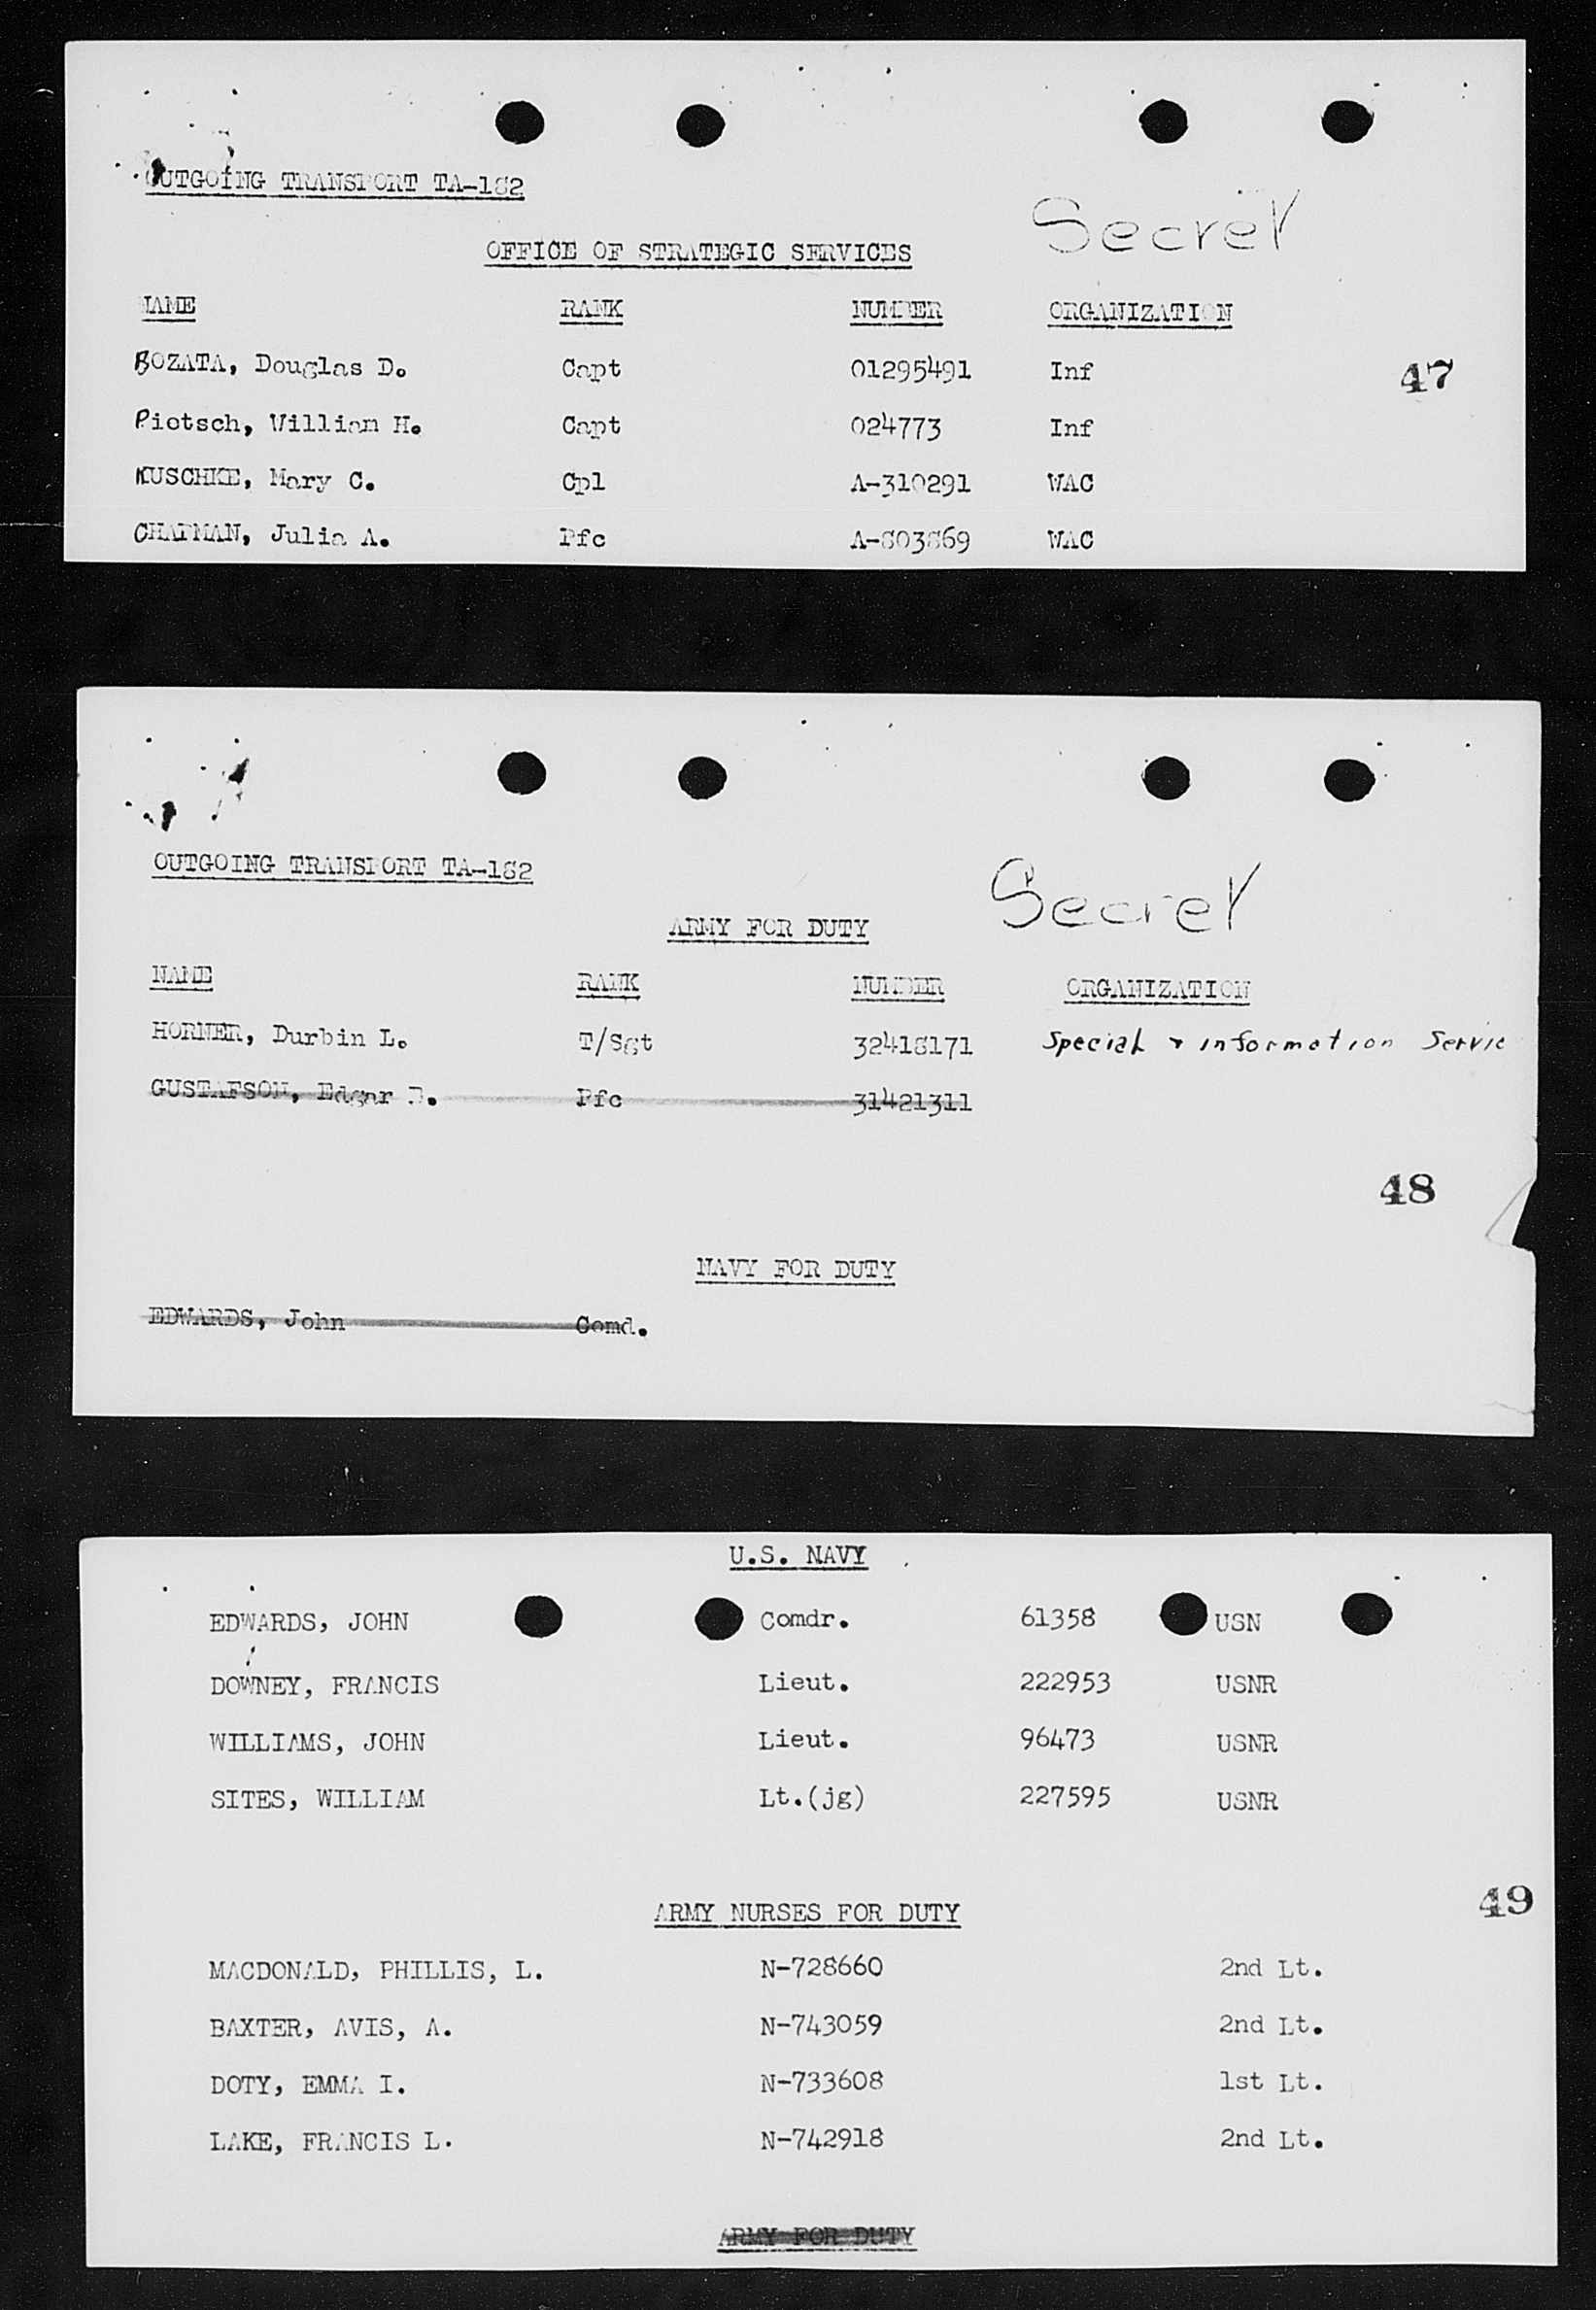 OUTGOING TRANSPORT TA-182
Secret
OFFICE OF STRATEGIC SERVICES
NAME RANK NUMBER ORGANIZATION
BOZATA, Douglas D. Capt 01295491 Inf
47
Pietsch, William H. Capt 024773 Inf
KUSCHKE, Mary C. Cpl A-310291 WAC
CHAPMAN, Julia A. Pfc A-803869 WAC
OUTGOING TRANSPORT TA-182
Secret
ARMY FOR DUTY
NAME RANK NUMBER ORGANIZATION
HORNER, Durbin L. T/Sgt 32418171 Special & information Servic
GUSTAFSON, Edgar Pfc 31421311
48
NAVY FOR DUTY
EDWARDS, John Comd.
U.S. NAVY
EDWARDS, JOHN Comdr. 61358 USN
DOWNEY, FRANCIS Lieut. 222953 USNR
WILLIAMS, JOHN Lieut. 96473 USNR
SITES, WILLIAM Lt.(jg) 227595 USNR
49
ARMY NURSES FOR DUTY
MACDONALD, PHILLIS, L. N-728660 2nd Lt.
BAXTER, AVIS, A. N-743059 2nd Lt.
DOTY, EMMA I. N-733608 1st Lt.
LAKE, FRANCIS L. N-742918 2nd Lt.
ARMY FOR DUTY